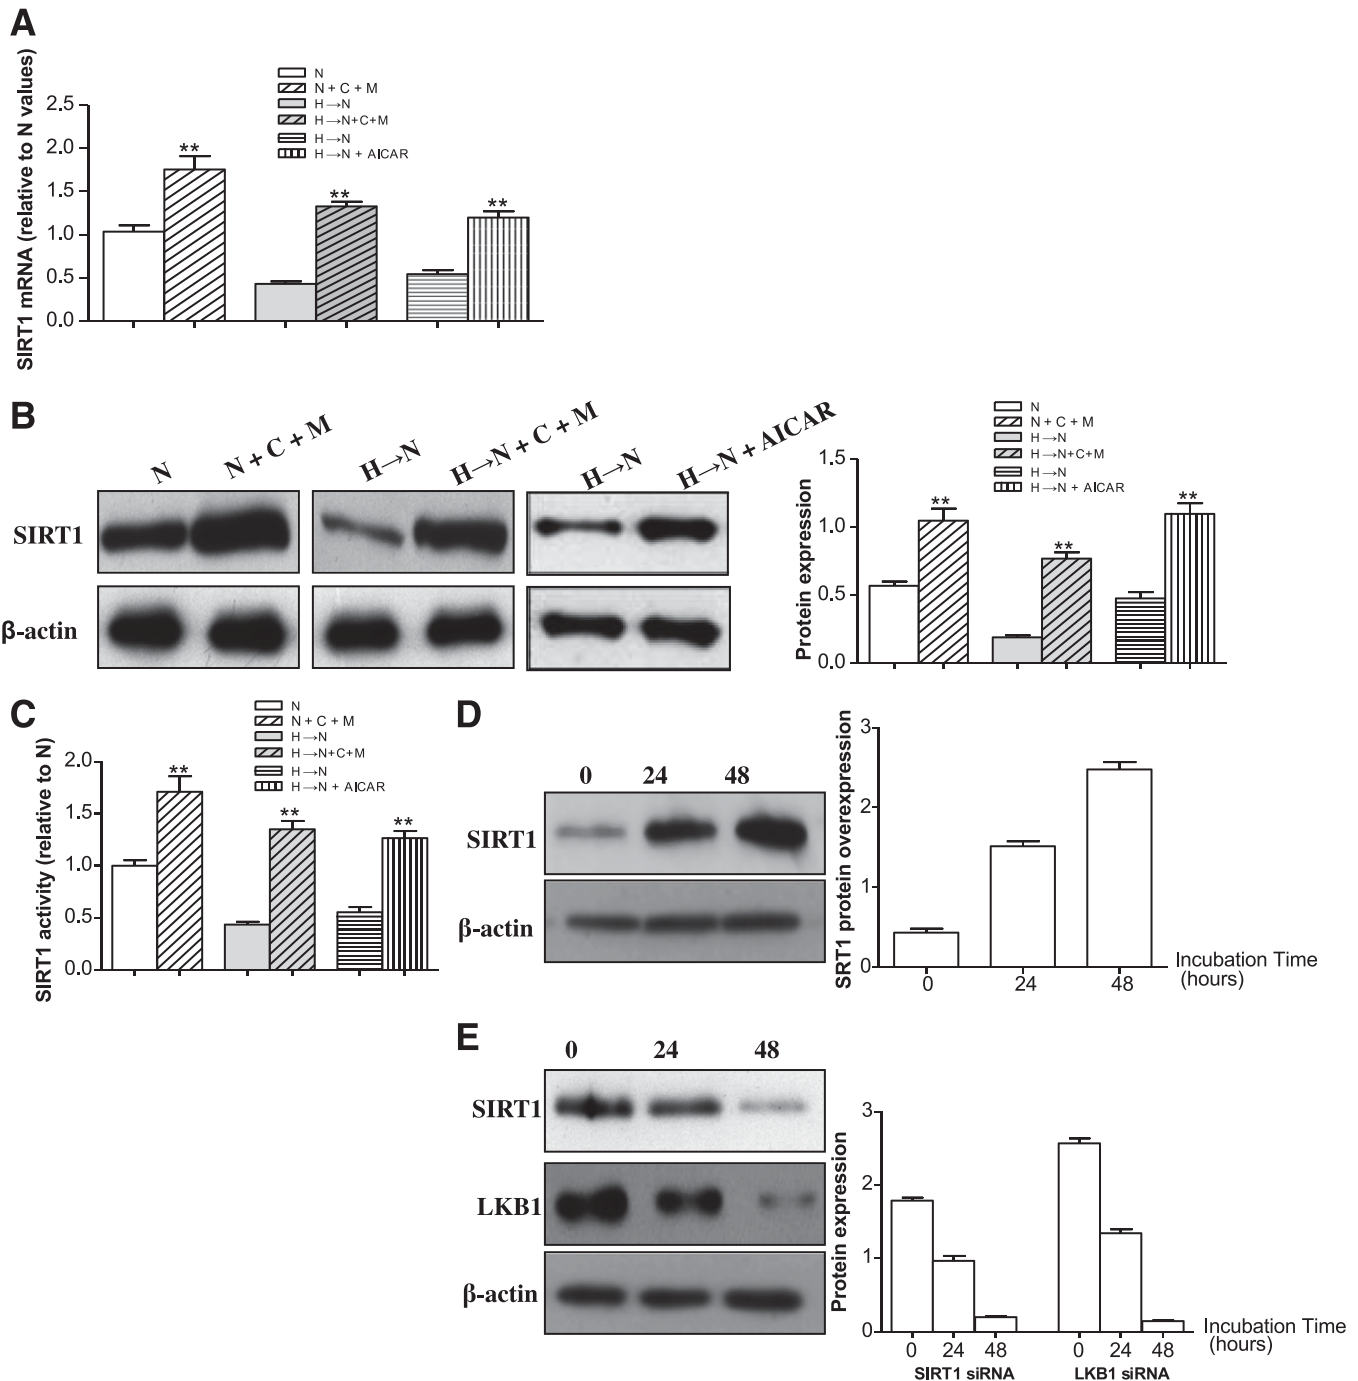 A
SIRT1 mRNA (relative to N values)
N
N + C + M
H→N
H→N+C+M
H→N
H→N + AICAR
2.5
2.0
1.5
1.0
0.5
0.0
**
**
**
B
N
N + C + M
H→N
H→N + C + M
H→N
H→N + AICAR
SIRT1
β-actin
Protein expression
N
N + C + M
H→N
H→N+C+M
H→N
H→N + AICAR
1.5
1.0
0.5
0.0
**
**
**
C
SIRT1 activity (relative to N)
N
N + C + M
H→N
H→N+C+M
H→N
H→N + AICAR
2.0
1.5
1.0
0.5
0.0
**
**
**
D
0 24 48
SIRT1
β-actin
SRT1 protein overexpression
3
2
1
0
0 24 48
Incubation Time
(hours)
E
0 24 48
SIRT1
LKB1
β-actin
Protein expression
3
2
1
0
0 24 48 0 24 48
SIRT1 siRNA LKB1 siRNA
Incubation Time
(hours)